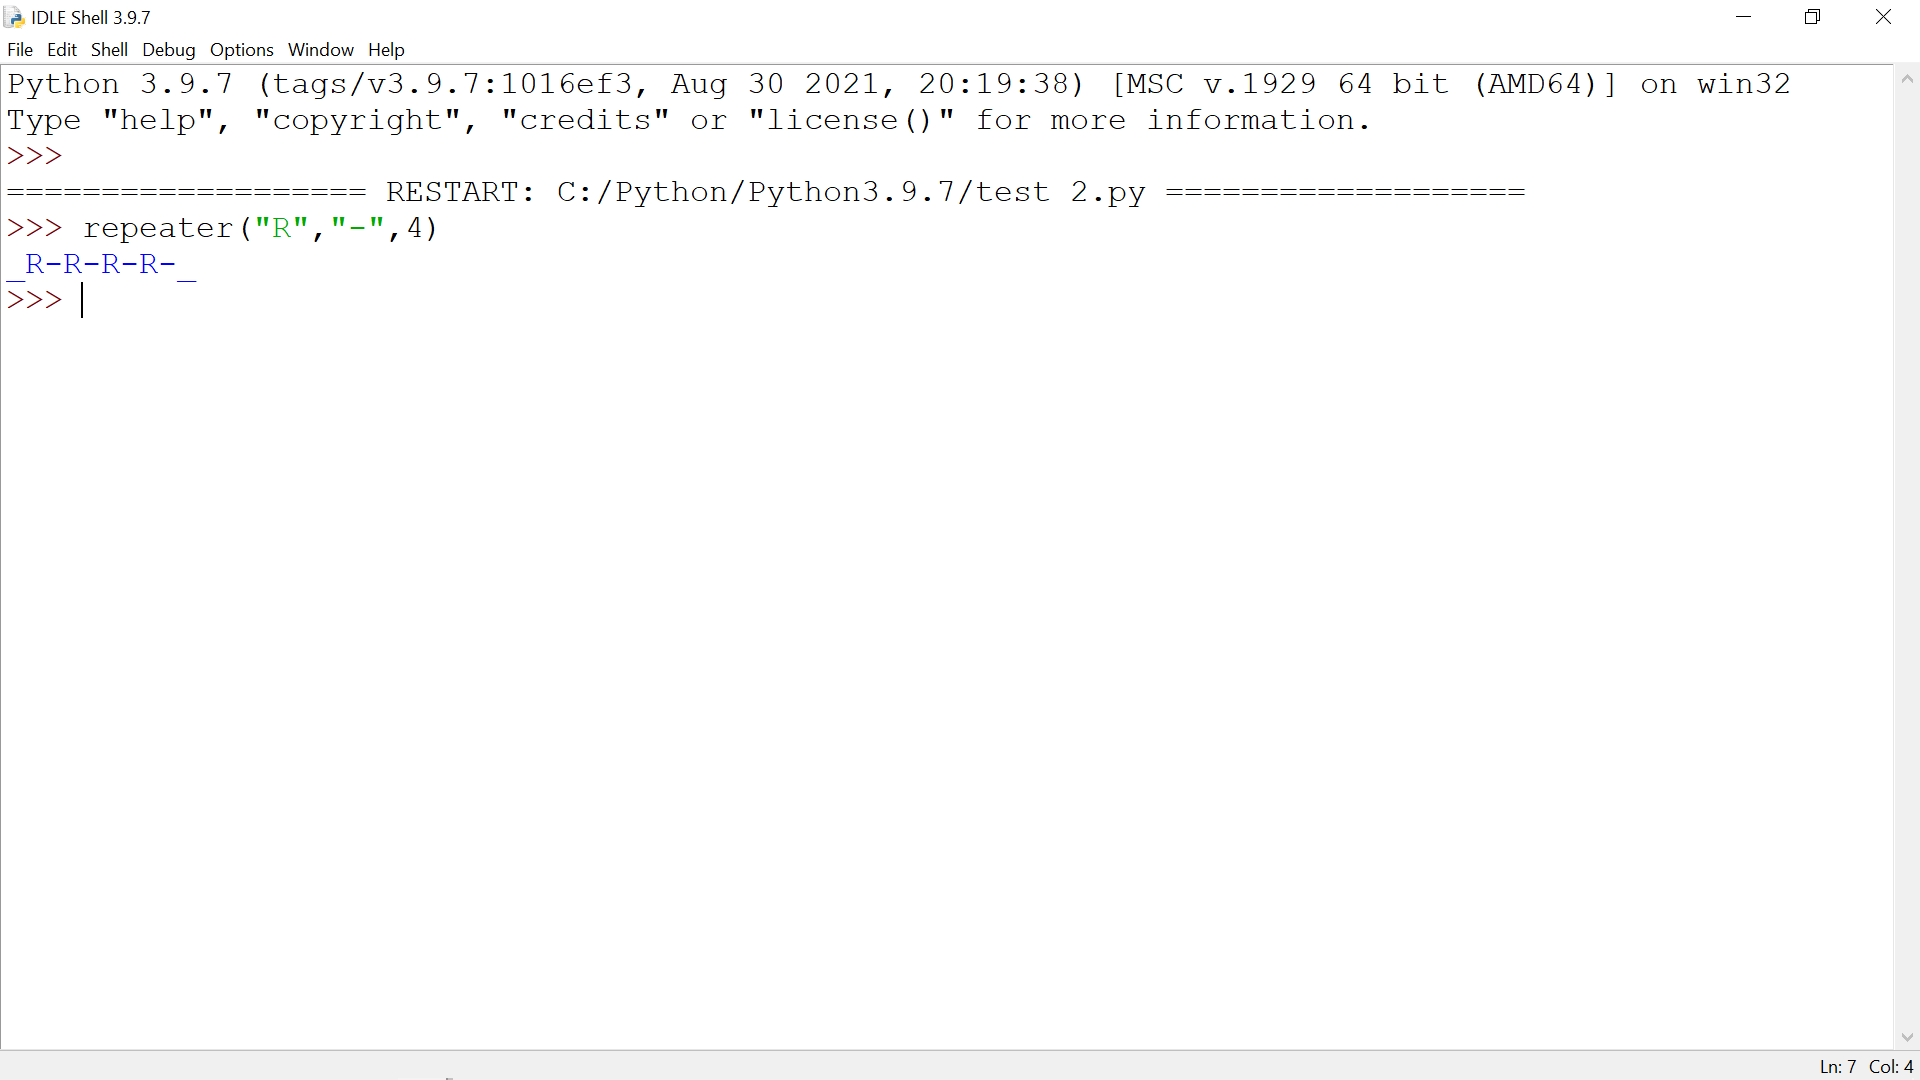 IDLE Shell 3.9.7
File Edit Shell Debug Options Window Help
Python 3.9.7 (tags/v3.9.7:1016ef3, Aug 30 2021, 20:19:38) [MSC v.1929 64 bit (AMD64)] on win32
Type "help", "copyright", "credits" or "license()" for more information.
>>>
=================== RESTART: C:/Python/Python3.9.7/test 2.py ===================
>>> repeater("R","-",4)
_R-R-R-R-_
>>>
Ln: 7 Col: 4